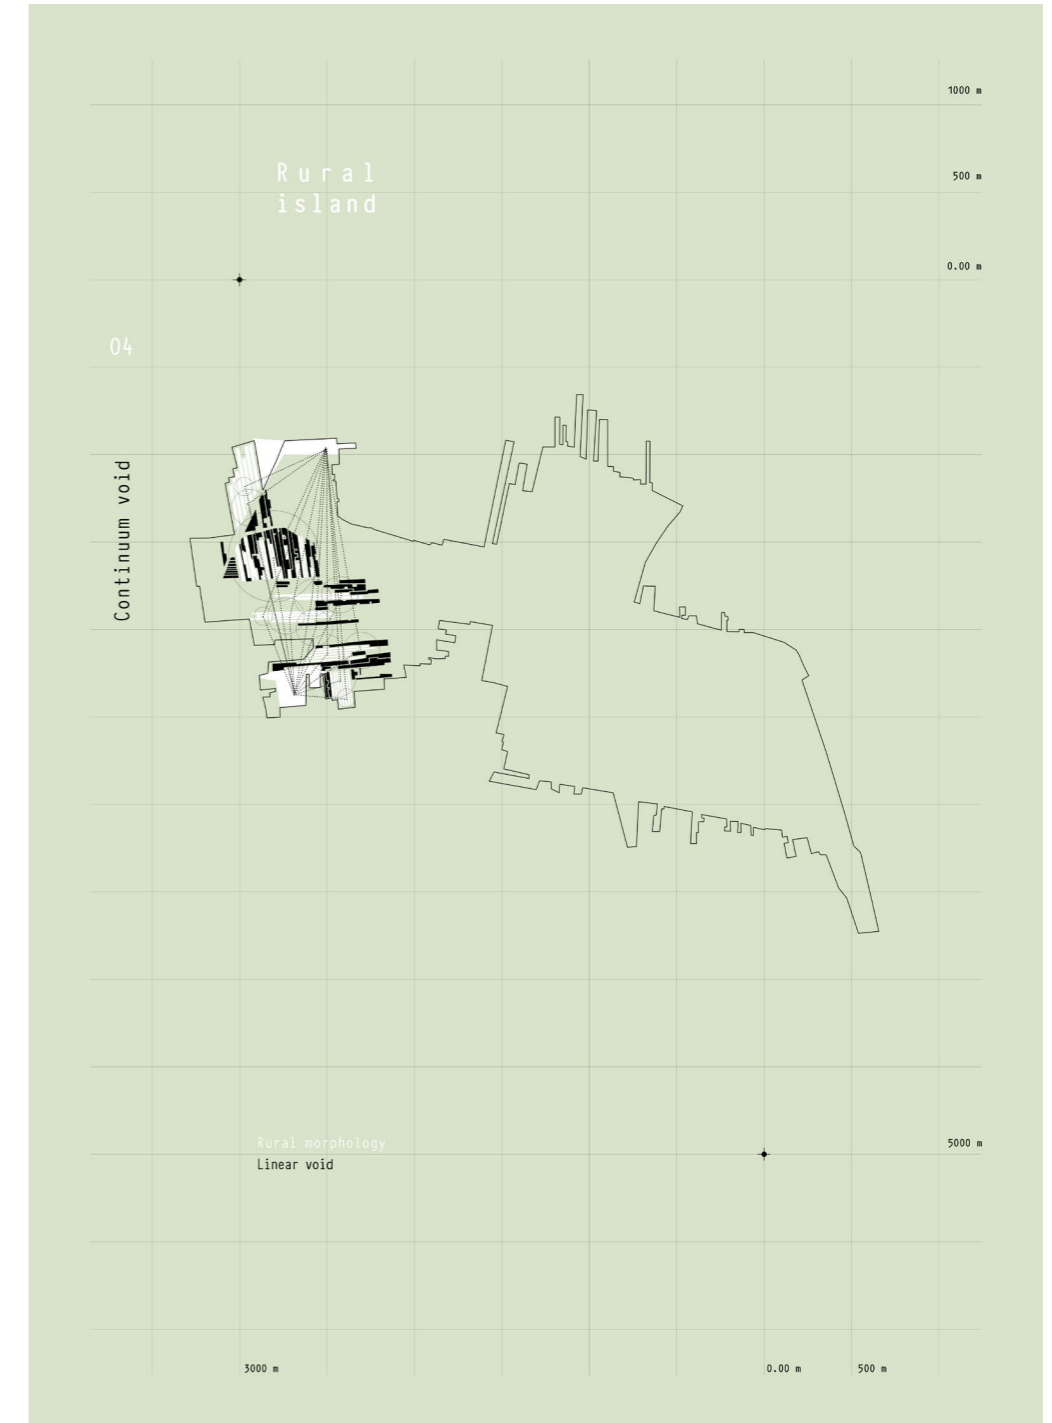 1000 m
Rural
500 m
island
0.00 m
04
Continuum void
Rural morphology
5000 m
Linear void
3000 m
0.00 m
500 m